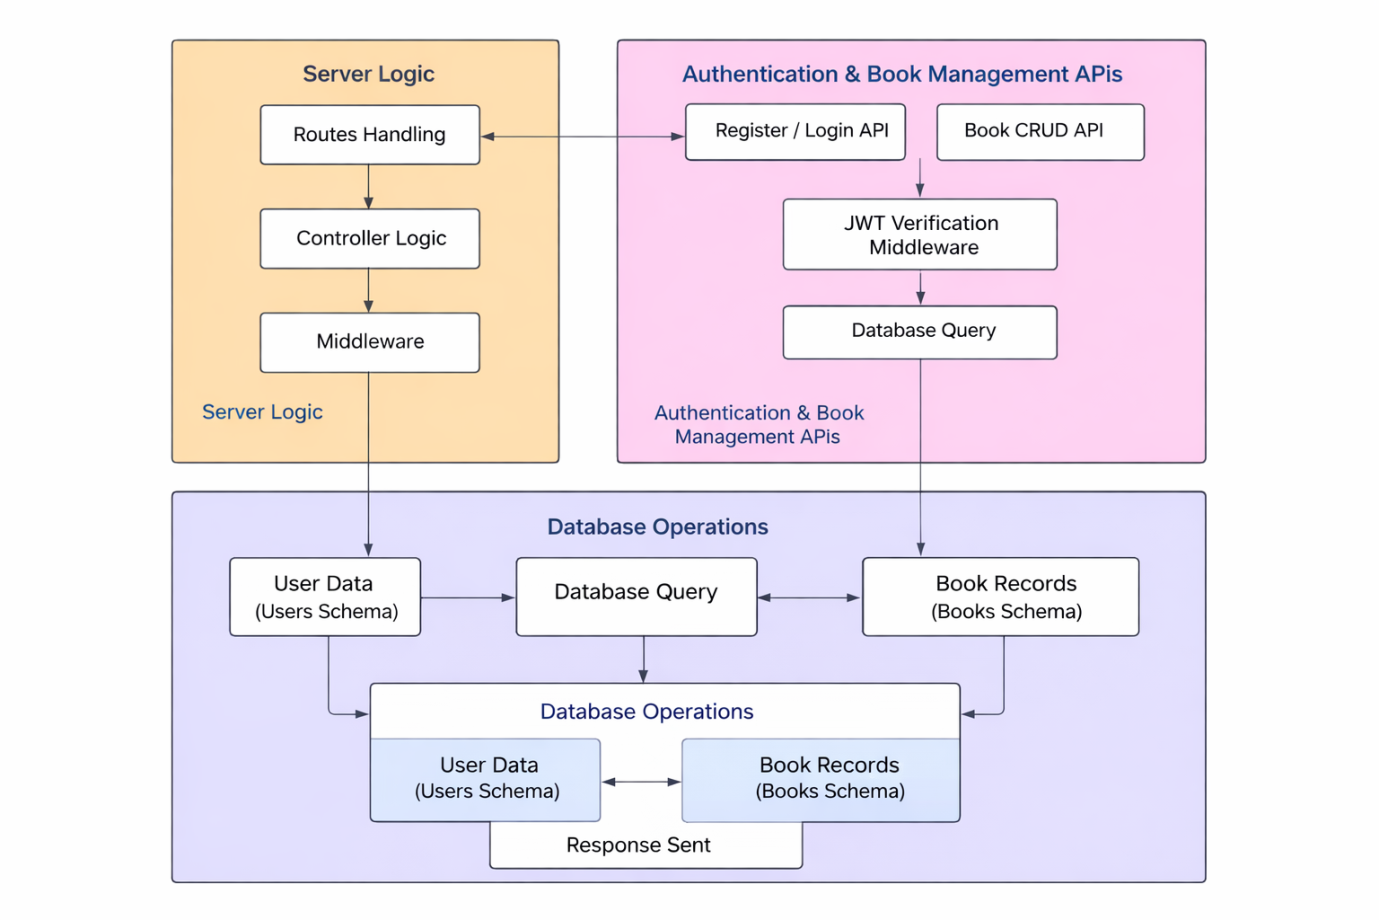 Server Logic
Routes Handling
Controller Logic
Middleware
Server Logic
Authentication & Book Management APis
Register / Login API
Book CRUD API
JWT Verification
Middleware
Database Query
Authentication & Book
Management APis
Database Operations
User Data
(Users Schema)
Database Query
Book Records
(Books Schema)
Database Operations
User Data
(Users Schema)
Book Records
(Books Schema)
Response Sent